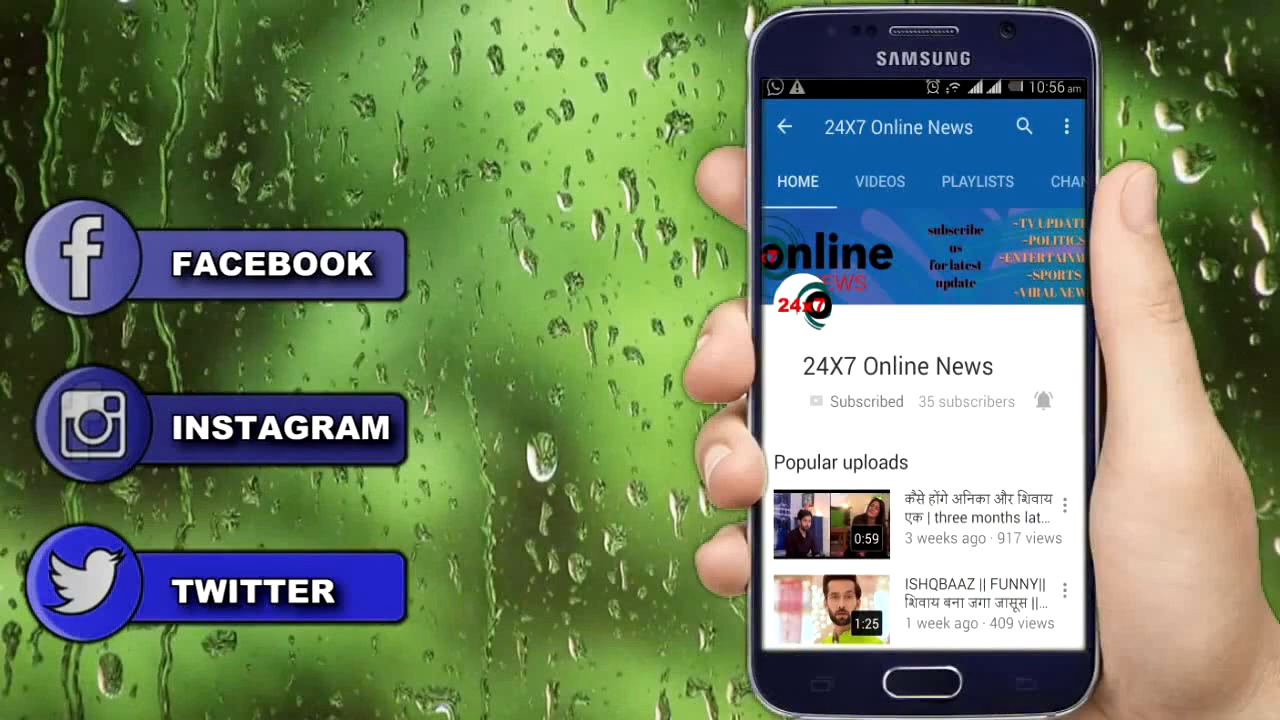 FACEBOOK
INSTAGRAM
TWITTER
SAMSUNG
10:56 am
24X7 Online News
HOME VIDEOS PLAYLISTS CHAN
online
NEWS
subscribe
us
for latest
update
~TV UPDATE
~POLITICS
~ENTERTAINM
~SPORTS
~VIRAL NEW
24x7
24X7 Online News
Subscribed 35 subscribers
Popular uploads
कैसे होंगे अनिका और शिवाय
एक | three months lat...
3 weeks ago · 917 views
0:59
ISHQBAAZ || FUNNY||
शिवाय बना जगा जासूस ||...
1 week ago · 409 views
1:25